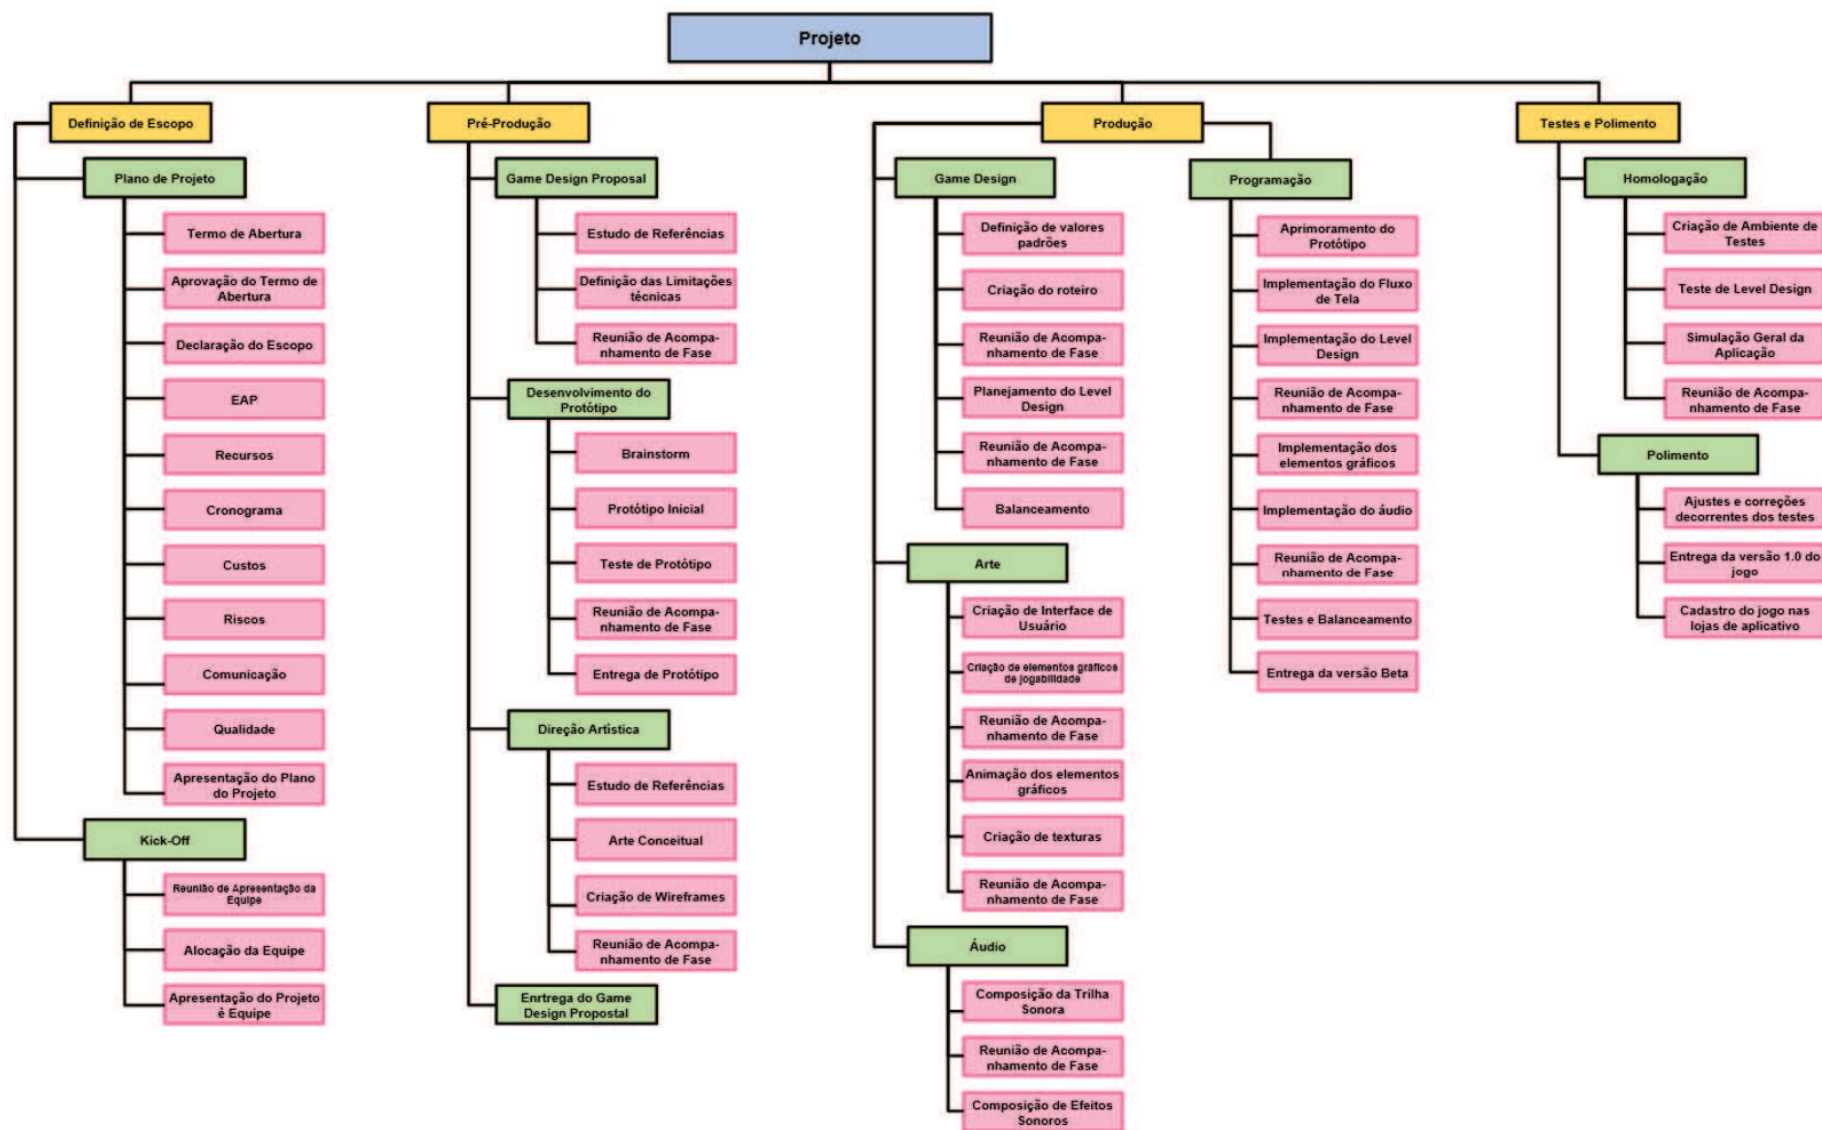 Projeto
Definição de Escopo
Plano de Projeto
Termo de Abertura
Aprovação do Termo de
Abertura
Declaração do Escopo
EAP
Recursos
Cronograma
Custos
Riscos
Comunicação
Qualidade
Apresentação do Plano
do Projeto
Kick-Off
Reunião de Apresentação da
Equipe
Alocação da Equipe
Apresentação do Projeto
é Equipe
Pré-Produção
Game Design Proposal
Estudo de Referências
Definição das Limitações
técnicas
Reunião de Acompa-
nhamento de Fase
Desenvolvimento do
Protótipo
Brainstorm
Protótipo Inicial
Teste de Protótipo
Reunião de Acompa-
nhamento de Fase
Entrega de Protótipo
Direção Artística
Estudo de Referências
Arte Conceitual
Criação de Wireframes
Reunião de Acompa-
nhamento de Fase
Enrtrega do Game
Design Propostal
Produção
Game Design
Definição de valores
padrões
Criação do roteiro
Reunião de Acompa-
nhamento de Fase
Planejamento do Level
Design
Reunião de Acompa-
nhamento de Fase
Balanceamento
Arte
Criação de Interface de
Usuário
Criação de elementos gráficos
de jogabilidade
Reunião de Acompa-
nhamento de Fase
Animação dos elementos
gráficos
Criação de texturas
Reunião de Acompa-
nhamento de Fase
Áudio
Composição da Trilha
Sonora
Reunião de Acompa-
nhamento de Fase
Composição de Efeitos
Sonoros
Programação
Aprimoramento do
Protótipo
Implementação do Fluxo
de Tela
Implementação do Level
Design
Reunião de Acompa-
nhamento de Fase
Implementação dos
elementos gráficos
Implementação do áudio
Reunião de Acompa-
nhamento de Fase
Testes e Balanceamento
Entrega da versão Beta
Testes e Polimento
Homologação
Criação de Ambiente de
Testes
Teste de Level Design
Simulação Geral da
Aplicação
Reunião de Acompa-
nhamento de Fase
Polimento
Ajustes e correções
decorrentes dos testes
Entrega da versão 1.0 do
jogo
Cadastro do jogo nas
lojas de aplicativo